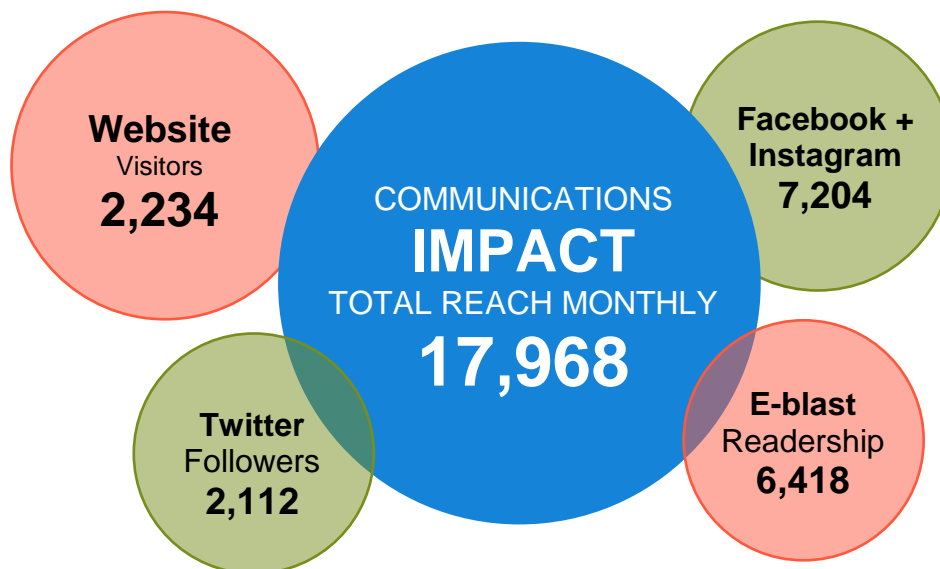 Website
Visitors
2,234
COMMUNICATIONS
IMPACT
TOTAL REACH MONTHLY
17,968
Facebook +
Instagram
7,204
Twitter
Followers
2,112
E-blast
Readership
6,418